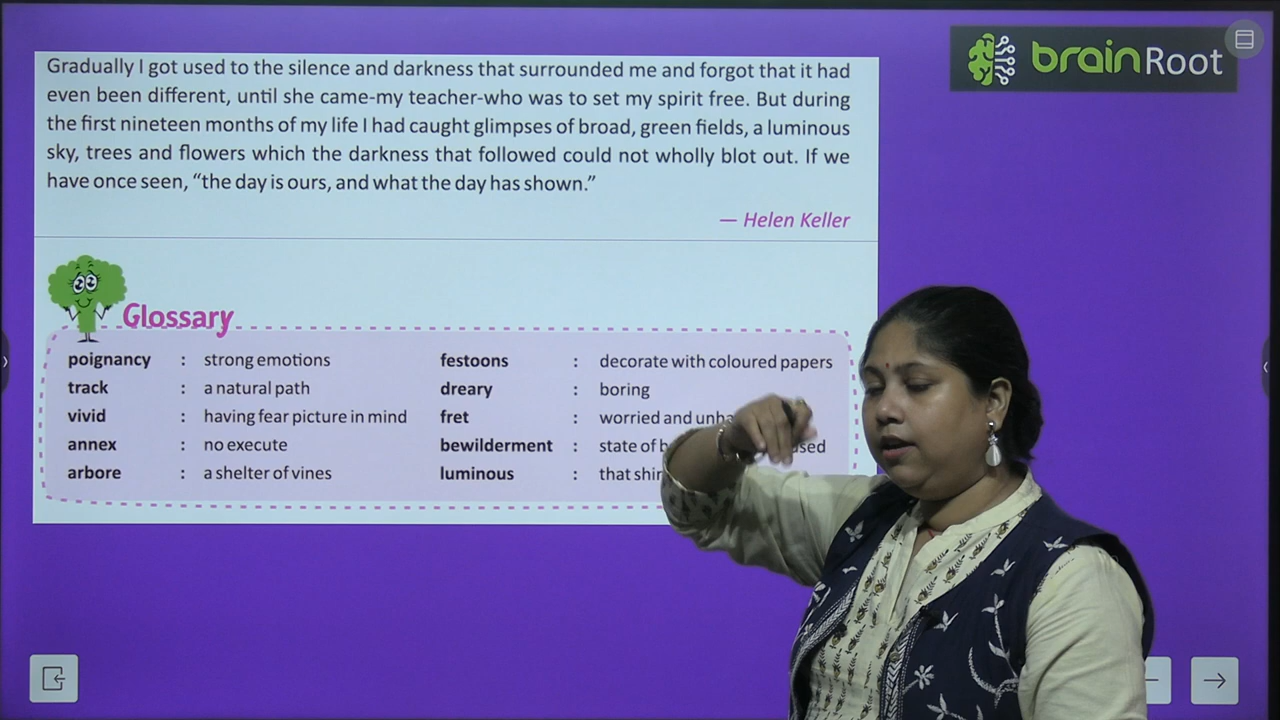 brainRoot
Gradually I got used to the silence and darkness that surrounded me and forgot that it had
even been different, until she came-my teacher-who was to set my spirit free. But during
the first nineteen months of my life I had caught glimpses of broad, green fields, a luminous
sky, trees and flowers which the darkness that followed could not wholly blot out. If we
have once seen, “the day is ours, and what the day has shown.”
— Helen Keller
Glossary
poignancy : strong emotions festoons : decorate with coloured papers
track : a natural path dreary : boring
vivid : having fear picture in mind fret : worried and
annex : no execute bewilderment : state of
arbore : a shelter of vines luminous : that